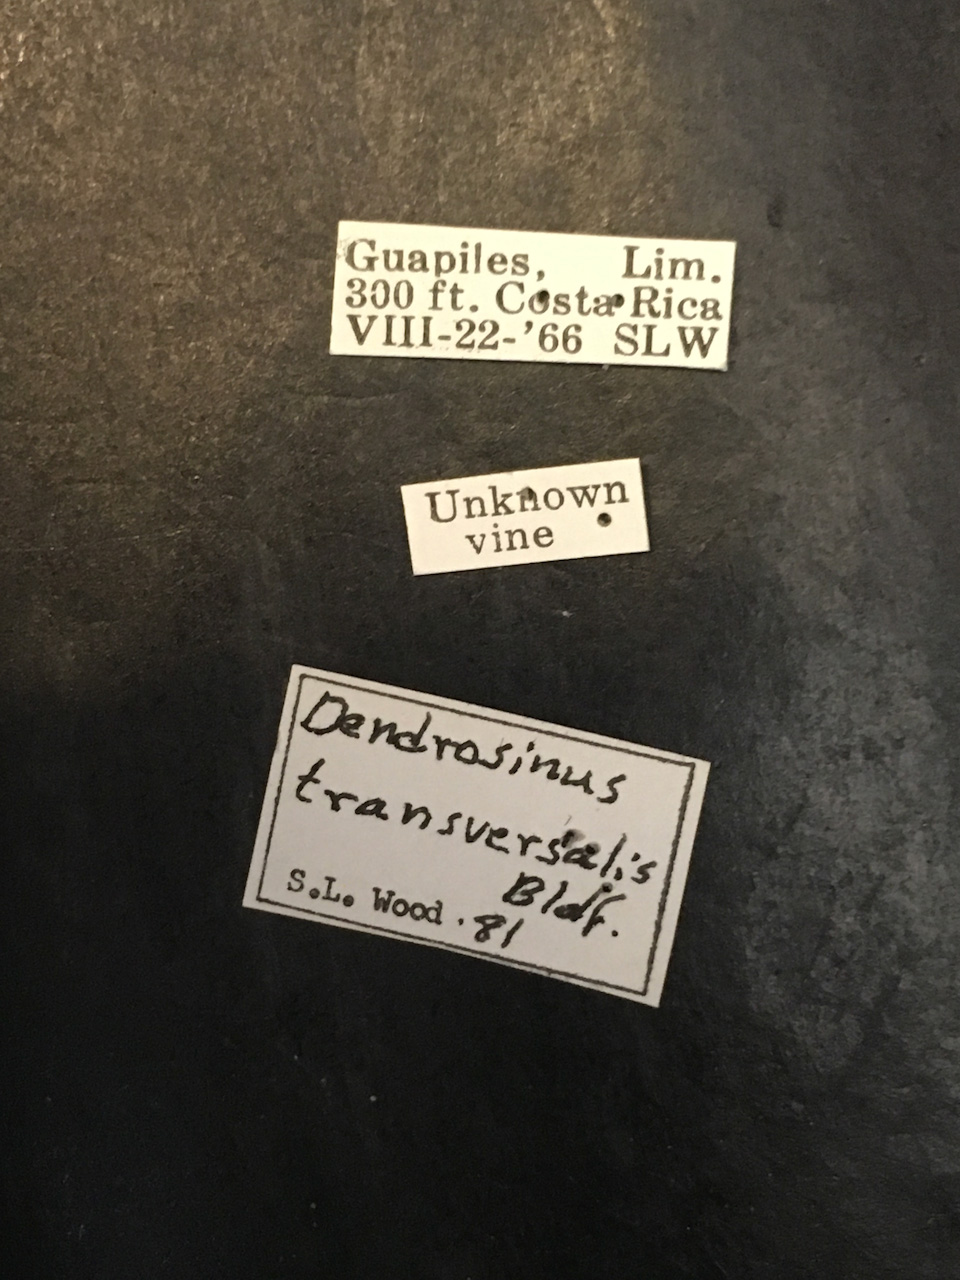 Guapiles, Lim.
300 ft. Costa Rica
VIII-22-'66 SLW
Unknown
vine
Dendrosinus
transversalis
Bldf.
S.L. Wood .81